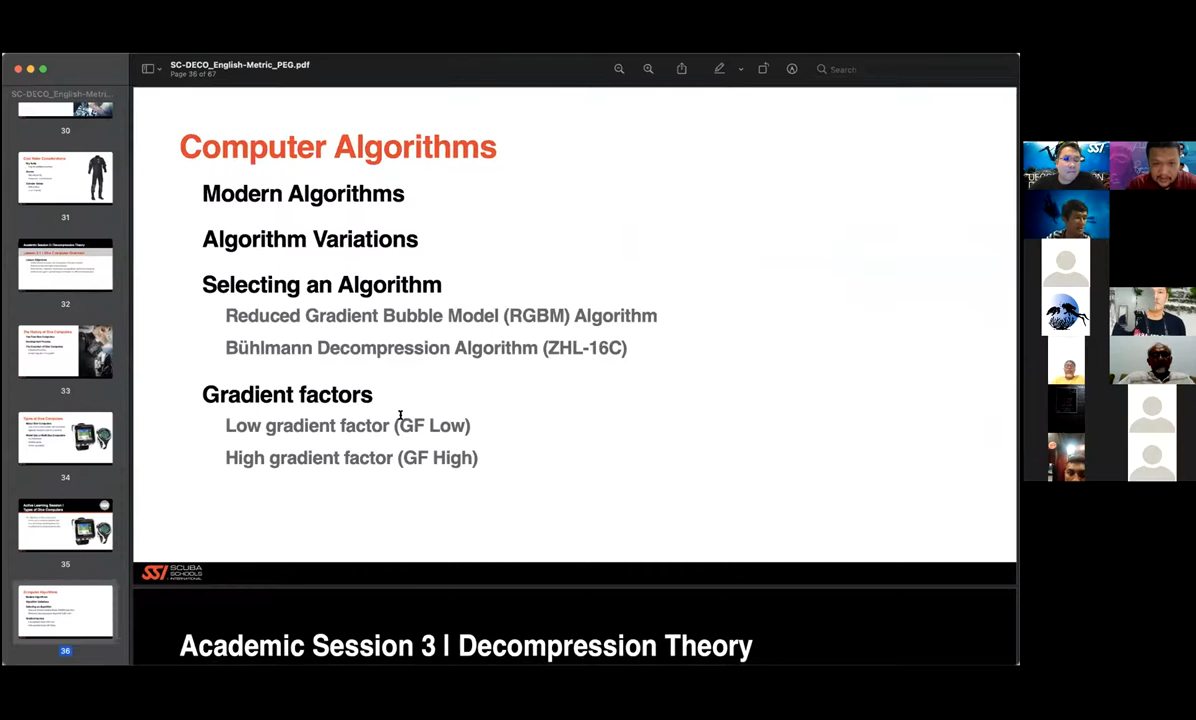 SC-DECO_English-Metric_PEG.pdf
Page 36 of 67
Search
SC-DECO_English-Metri...
30
31
32
33
34
35
36
Computer Algorithms
Modern Algorithms
Algorithm Variations
Selecting an Algorithm
Reduced Gradient Bubble Model (RGBM) Algorithm
Bühlmann Decompression Algorithm (ZHL-16C)
Gradient factors
Low gradient factor (GF Low)
High gradient factor (GF High)
SSI SCUBA
SCHOOLS
INTERNATIONAL
Academic Session 3 | Decompression Theory